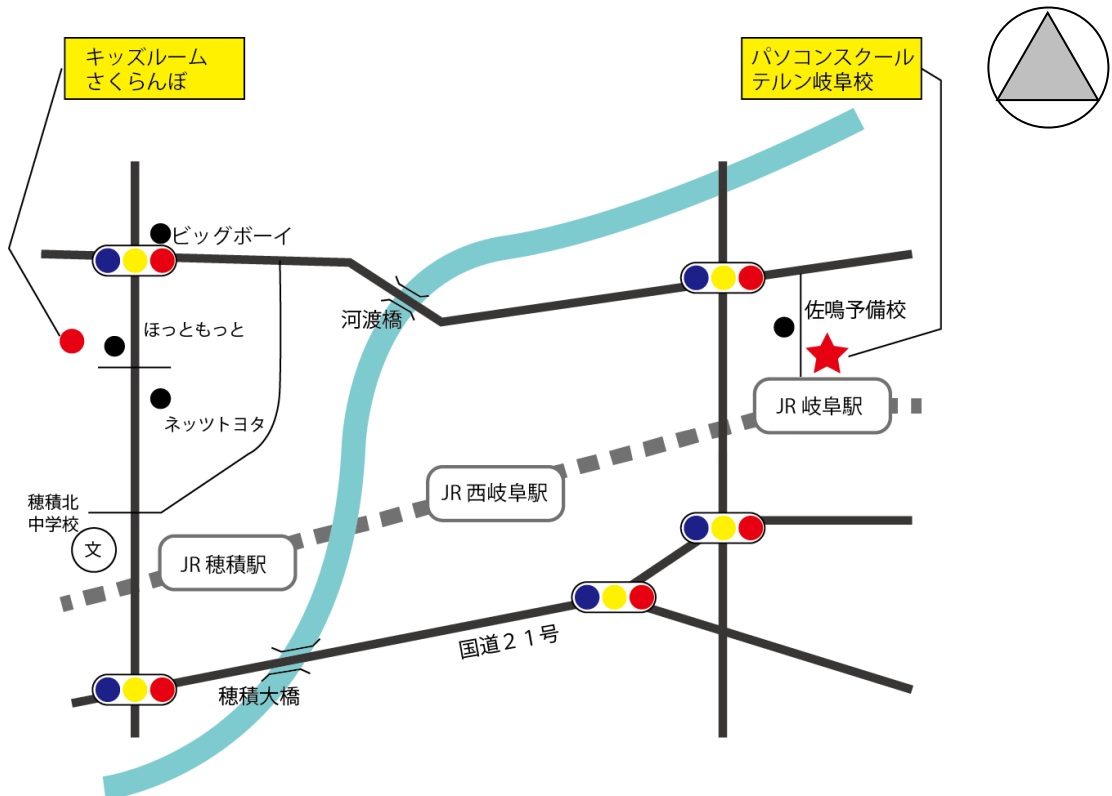 キッズルーム
さくらんぼ
パソコンスクール
テルン岐阜校
ビッグボーイ
河渡橋
ほっともっと
佐鳴予備校
ネッツトヨタ
JR 岐阜駅
JR 西岐阜駅
穂積北
中学校
文
JR 穂積駅
国道２１号
穂積大橋